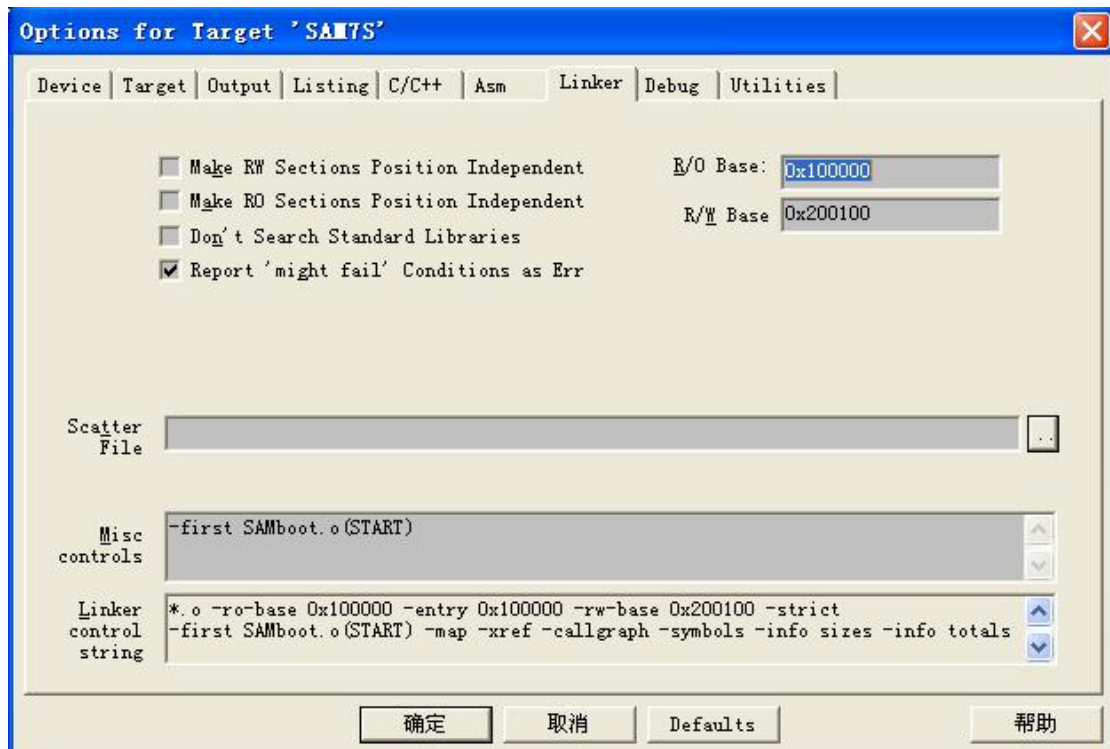 Options for Target 'SAM7S'
Device Target Output Listing C/C++ Asm Linker Debug Utilities
Make RW Sections Position Independent
R/O Base: 0x100000
Make RO Sections Position Independent
R/W Base 0x200100
Don't Search Standard Libraries
Report 'might fail' Conditions as Err
Scatter
File
..
Misc
controls
-first SAMboot.o(START)
Linker
control
string
*.o -ro-base 0x100000 -entry 0x100000 -rw-base 0x200100 -strict
-first SAMboot.o(START) -map -xref -callgraph -symbols -info sizes -info totals
确定 取消 Defaults 帮助